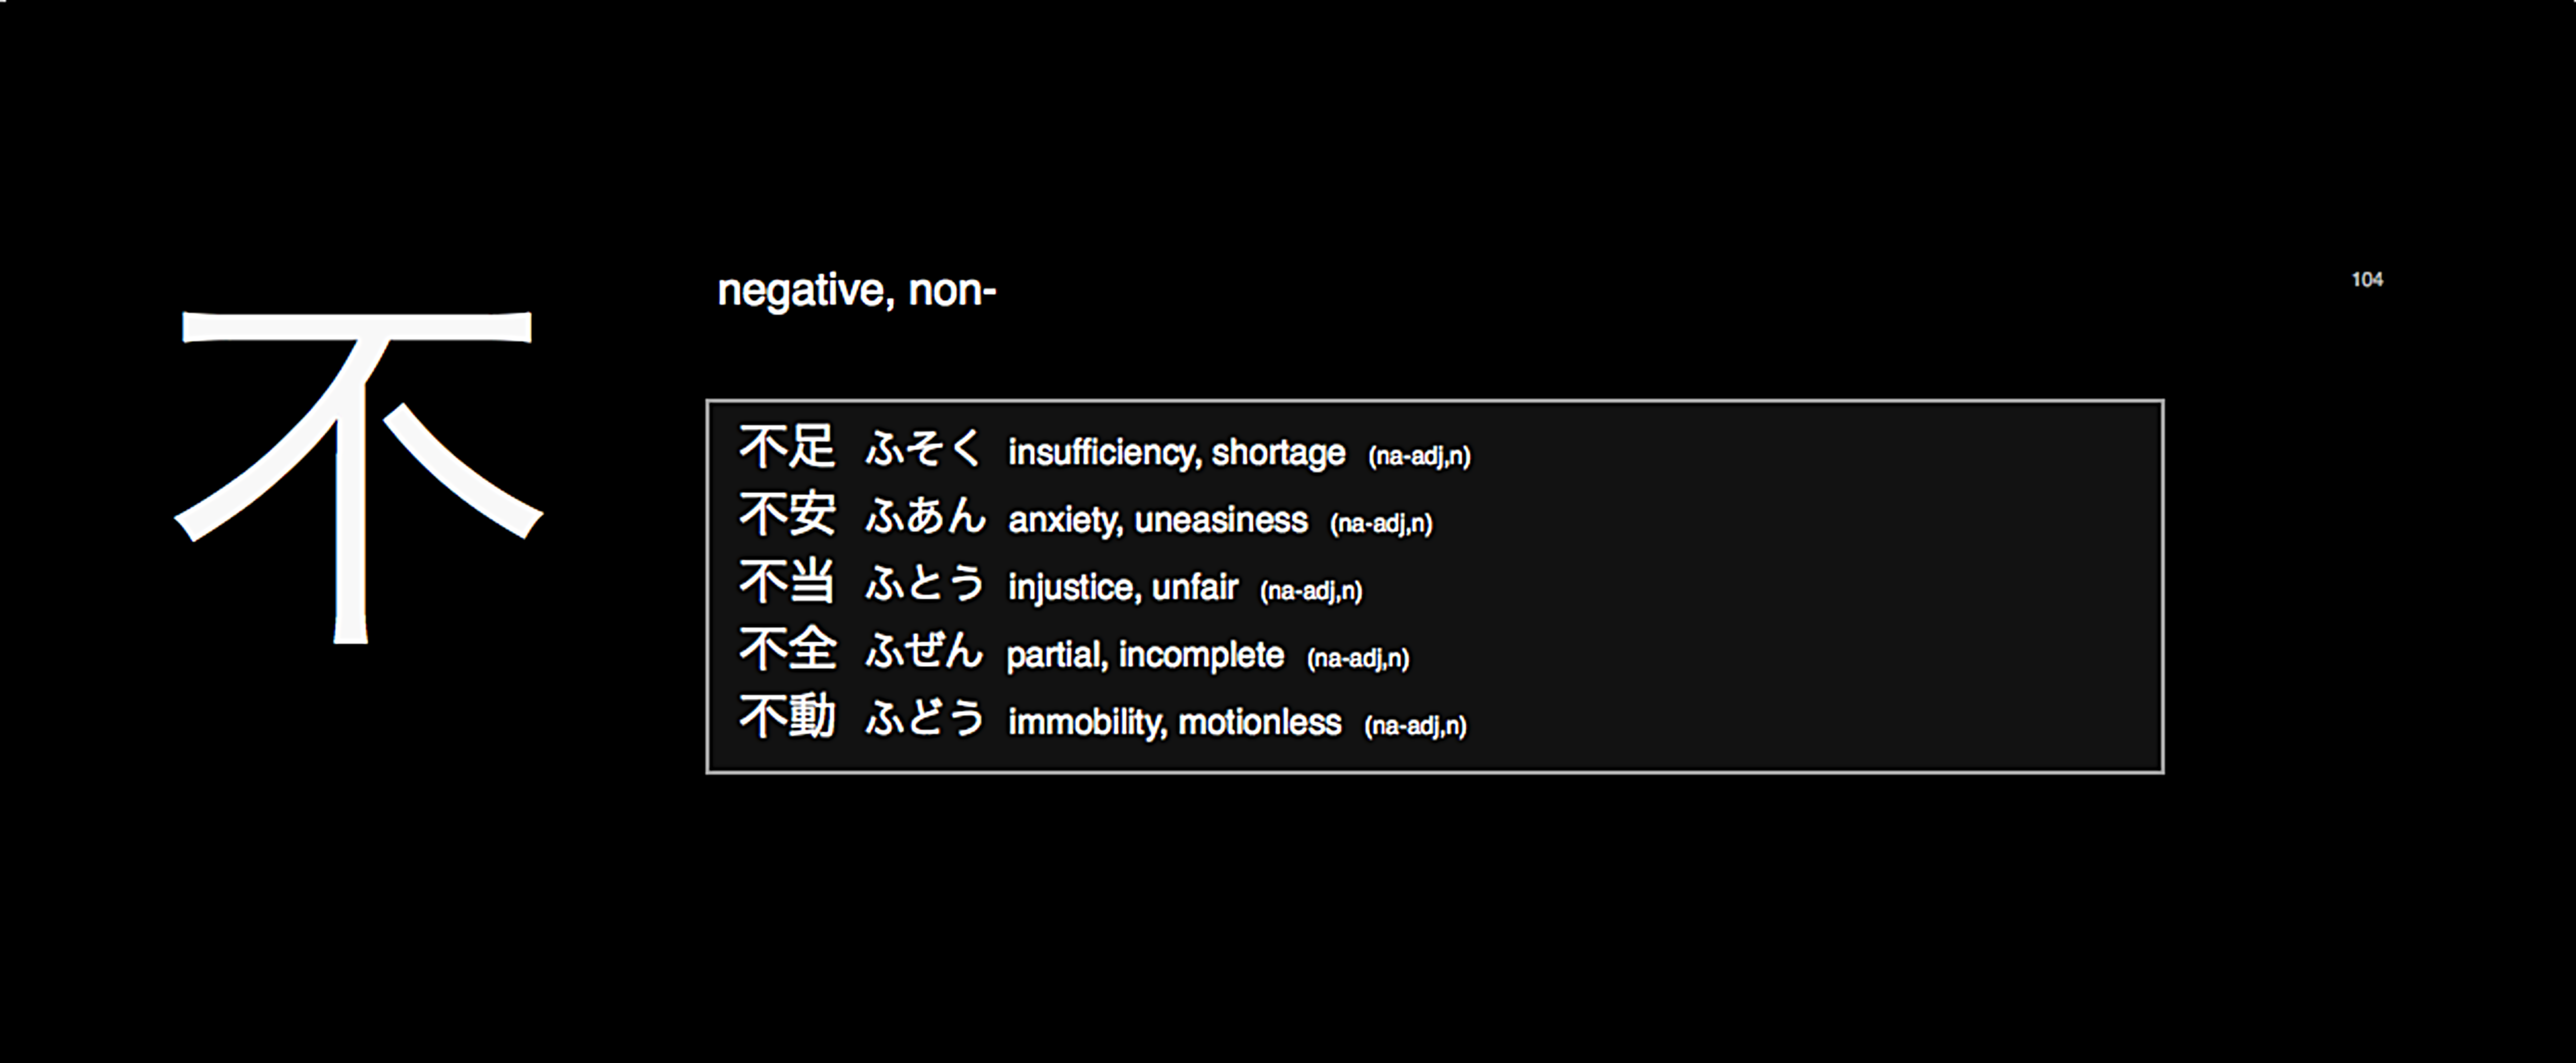 不
negative, non-
104
不足 ふそく insufficiency, shortage (na-adj,n)
不安 ふあん anxiety, uneasiness (na-adj,n)
不当 ふとう injustice, unfair (na-adj,n)
不全 ふぜん partial, incomplete (na-adj,n)
不動 ふどう immobility, motionless (na-adj,n)